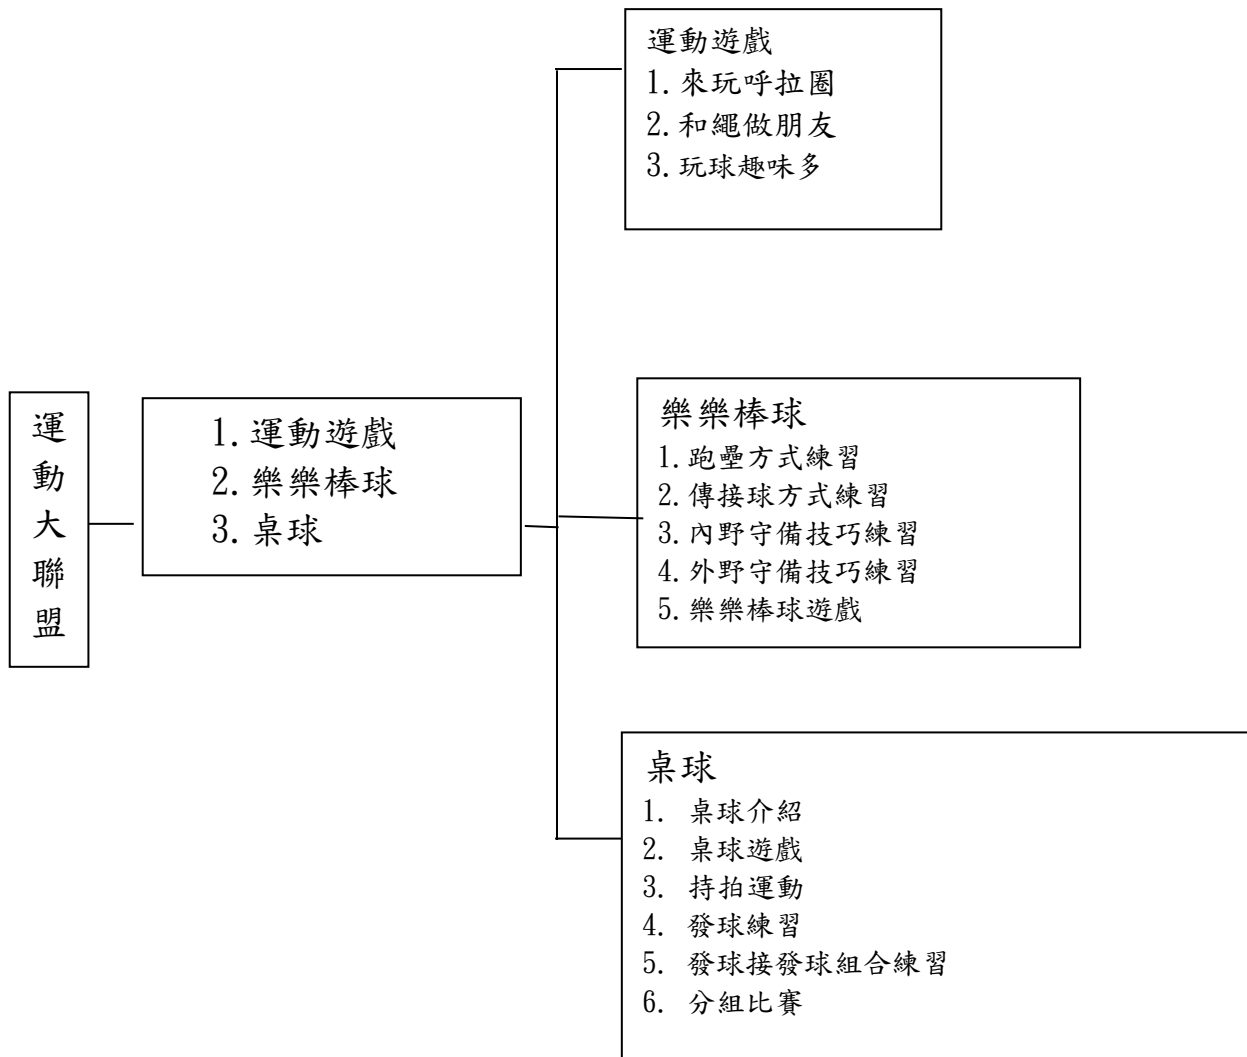 運動大聯盟
1.運動遊戲
2.樂樂棒球
3.桌球
運動遊戲
1.來玩呼拉圈
2.和繩做朋友
3.玩球趣味多
樂樂棒球
1.跑壘方式練習
2.傳接球方式練習
3.內野守備技巧練習
4.外野守備技巧練習
5.樂樂棒球遊戲
桌球
1. 桌球介紹
2. 桌球遊戲
3. 持拍運動
4. 發球練習
5. 發球接發球組合練習
6. 分組比賽